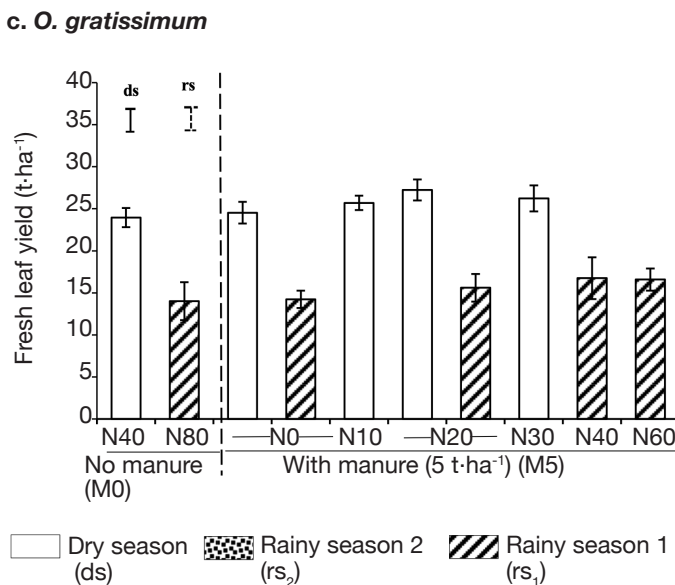 c. O. gratissimum
Fresh leaf yield (t·ha⁻¹)
40
35
30
25
20
15
10
5
0
ds
rs
N40 N80 N0 N10 N20 N30 N40 N60
No manure
(M0)
With manure (5 t·ha⁻¹) (M5)
Dry season
(ds)
Rainy season 2
(rs₂)
Rainy season 1
(rs₁)